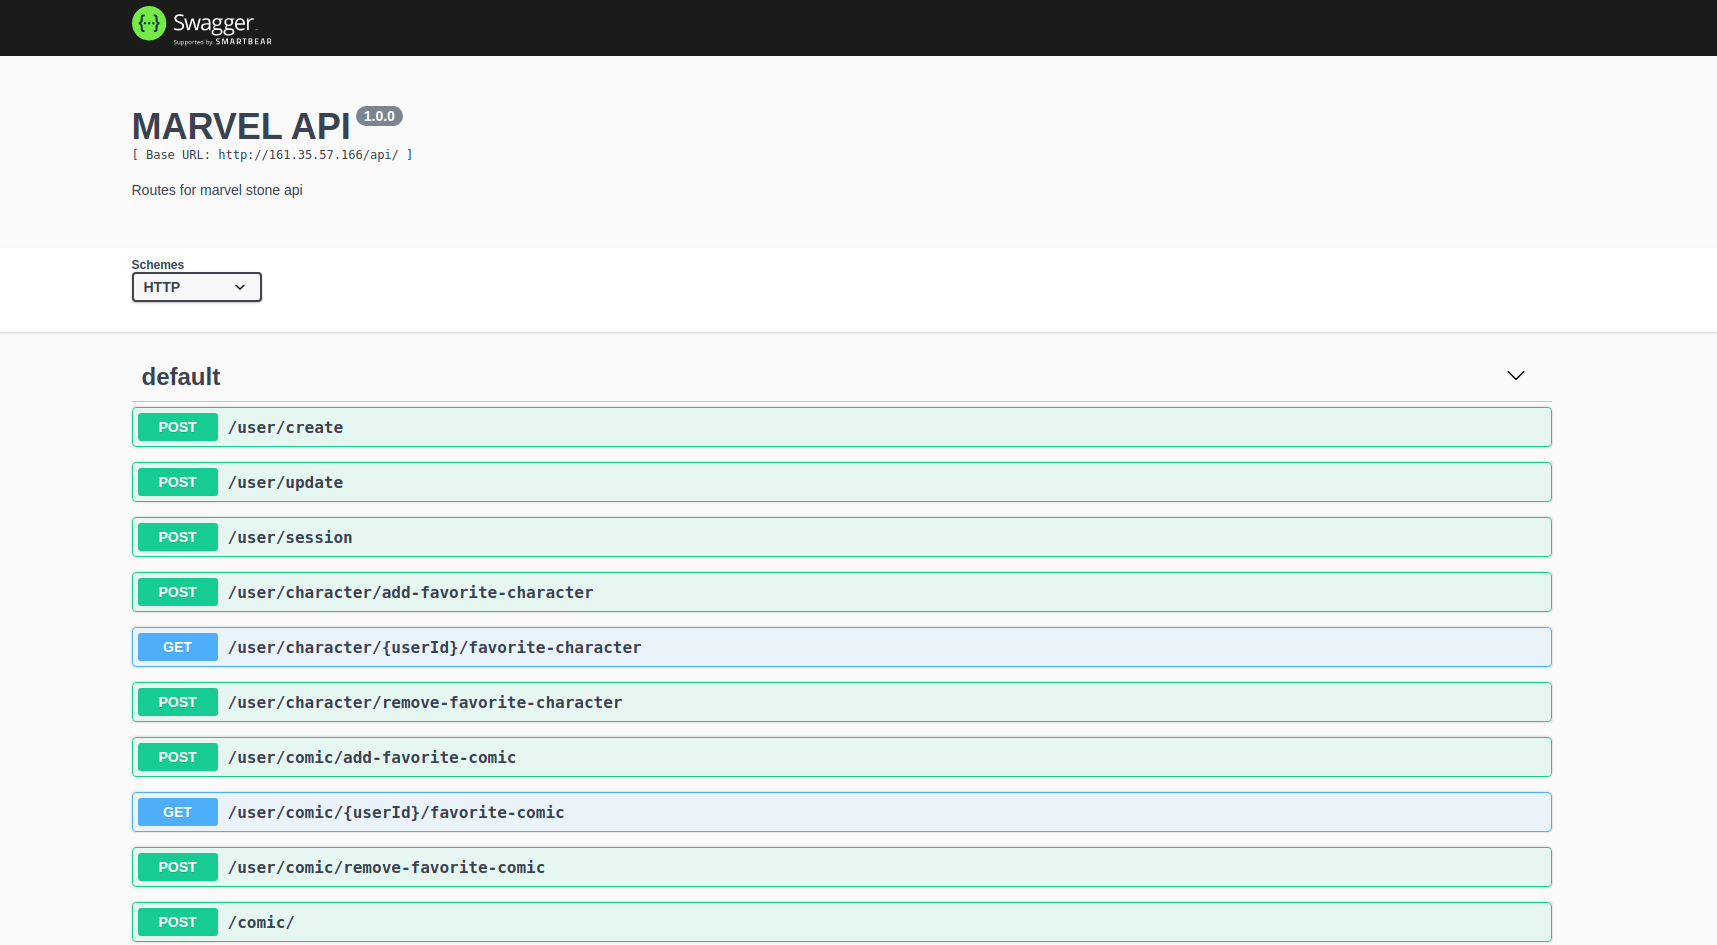 {···} Swagger
Supported by SMARTBEAR
MARVEL API 1.0.0
[ Base URL: http://161.35.57.166/api/ ]
Routes for marvel stone api
Schemes
HTTP
default
POST /user/create
POST /user/update
POST /user/session
POST /user/character/add-favorite-character
GET /user/character/{userId}/favorite-character
POST /user/character/remove-favorite-character
POST /user/comic/add-favorite-comic
GET /user/comic/{userId}/favorite-comic
POST /user/comic/remove-favorite-comic
POST /comic/